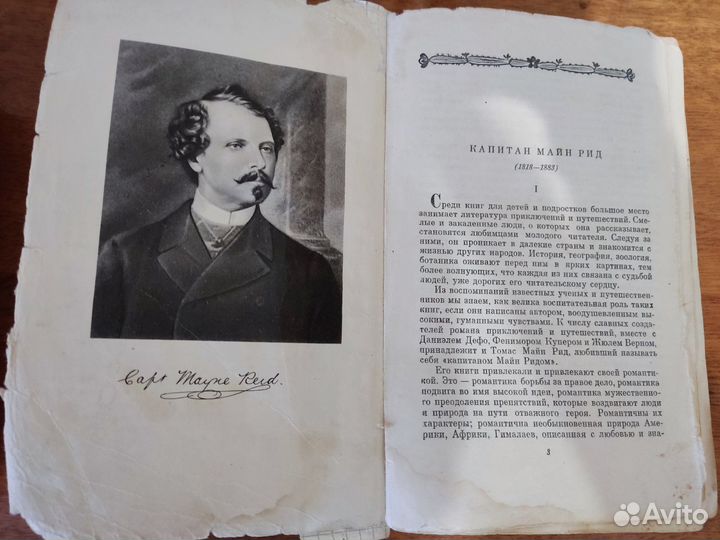 Capt Mayne Reid.
КАПИТАН МАЙН РИД
(1818—1883)
I
Среди книг для детей и подростков большое место
занимает литература приключений и путешествий. Сме-
лые и закаленные люди, о которых она рассказывает,
становятся любимцами молодого читателя. Следуя за
ними, он проникает в далекие страны и знакомится с
жизнью других народов. История, география, зоология,
ботаника оживают перед ним в ярких картинах, тем
более волнующих, что каждая из них связана с судьбой
людей, уже дорогих его читательскому сердцу.
Из воспоминаний известных ученых и путешествен-
ников мы знаем, как велика воспитательная роль таких
книг, если они написаны автором, воодушевленным вы-
сокими, гуманными чувствами. К числу славных созда-
телей романа приключений и путешествий, вместе с
Даниэлем Дефо, Фенимором Купером и Жюлем Верном,
принадлежит и Томас Майн Рид, любивший называть
себя «капитаном Майн Ридом».
Его книги привлекали и привлекают своей романти-
кой. Это — романтика борьбы за правое дело, романтика
подвига во имя высокой идеи, романтика мужественно-
го преодоления препятствий, которые воздвигают люди
и природа на пути отважного героя. Романтичны их
характеры; романтична необыкновенная природа Аме-
рики, Африки, Гималаев, описанная с любовью и зна-
3
Avito